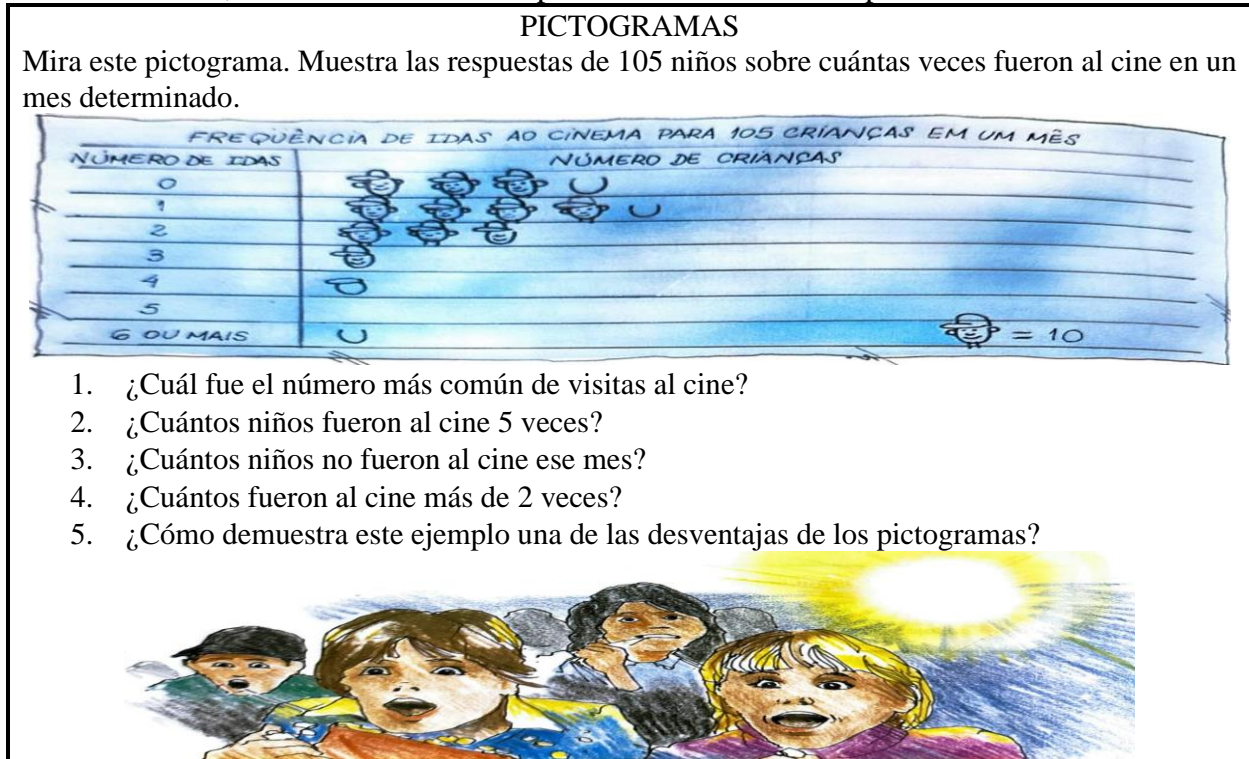 PICTOGRAMAS
Mira este pictograma. Muestra las respuestas de 105 niños sobre cuántas veces fueron al cine en un
mes determinado.
FREQÜÊNCIA DE IDAS AO CINEMA PARA 105 CRIANÇAS EM UM MÊS
NÚMERO DE IDAS NÚMERO DE CRIANÇAS
0
1
2
3
4
5
6 OU MAIS = 10
1. ¿Cuál fue el número más común de visitas al cine?
2. ¿Cuántos niños fueron al cine 5 veces?
3. ¿Cuántos niños no fueron al cine ese mes?
4. ¿Cuántos fueron al cine más de 2 veces?
5. ¿Cómo demuestra este ejemplo una de las desventajas de los pictogramas?